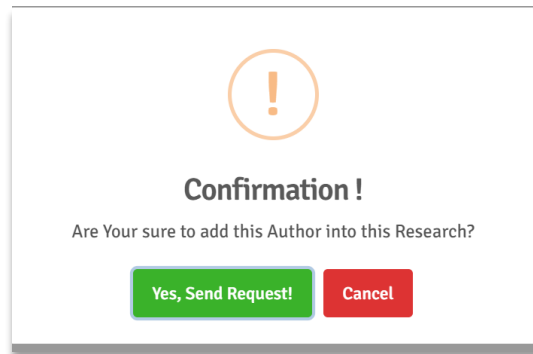 !
Confirmation !
Are Your sure to add this Author into this Research?
Yes, Send Request!
Cancel